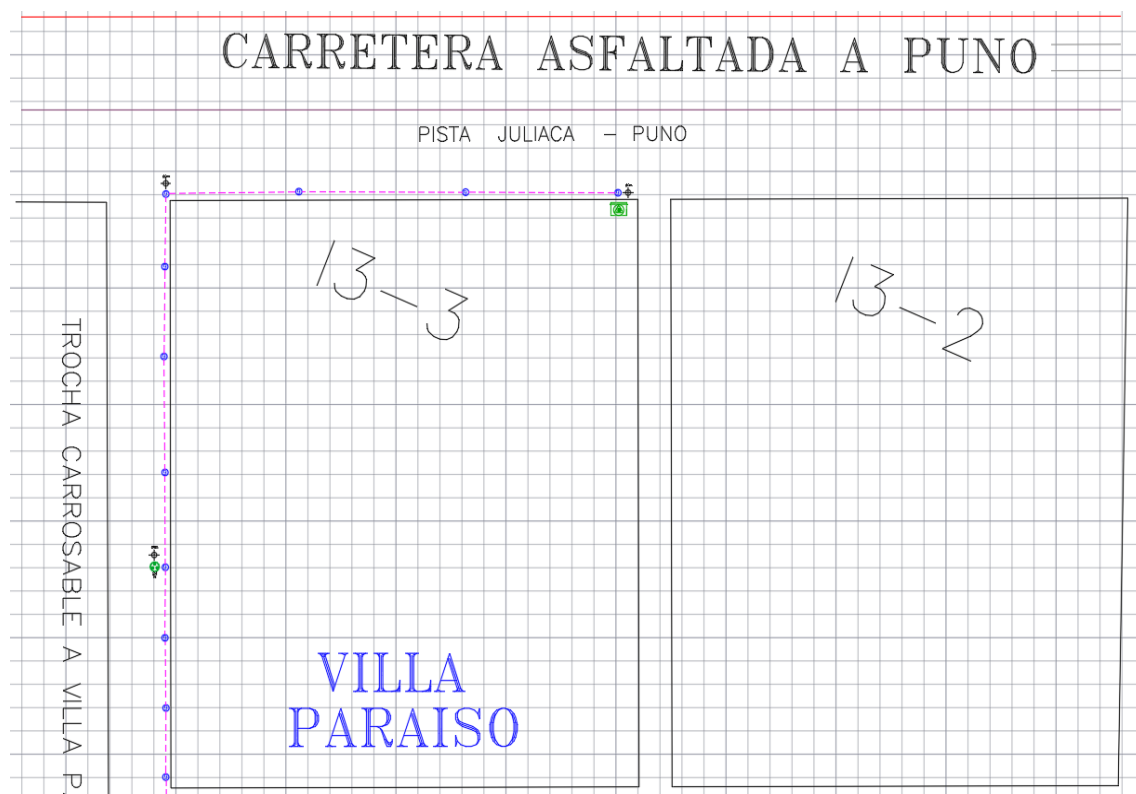 CARRETERA ASFALTADA A PUNO
PISTA JULIACA - PUNO
13-3
13-2
TROCHA CARROSABLE A VILLA P
VILLA
PARAISO